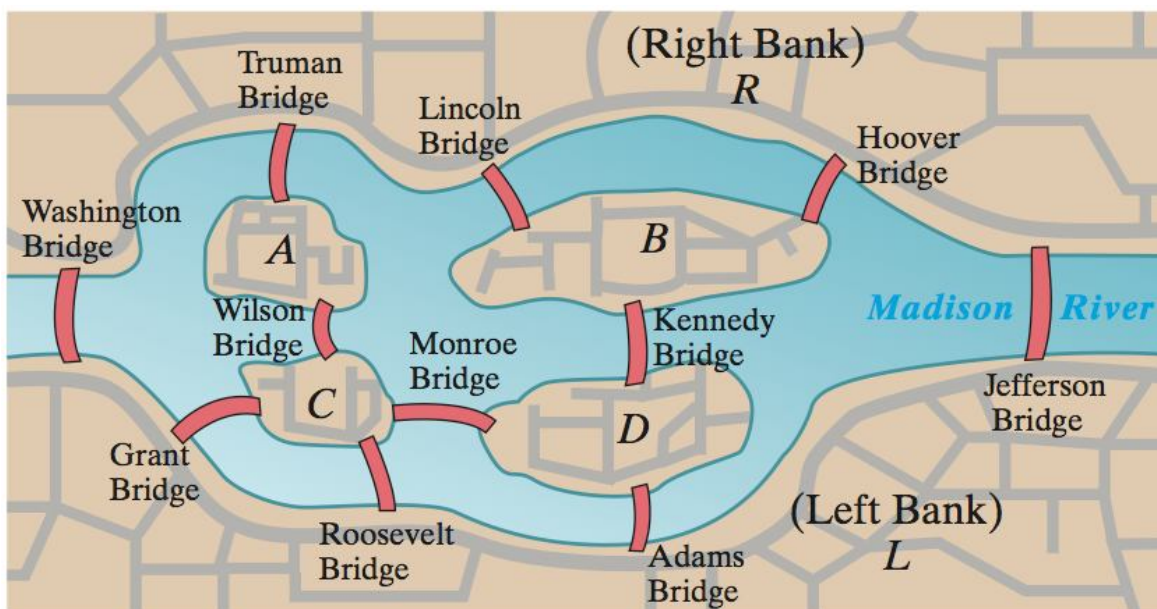 (Right Bank)
R
Truman
Bridge
Lincoln
Bridge
Hoover
Bridge
Washington
Bridge
A
B
Wilson
Bridge
Monroe
Bridge
Kennedy
Bridge
Madison River
C
D
Jefferson
Bridge
Grant
Bridge
Roosevelt
Bridge
Adams
Bridge
(Left Bank)
L